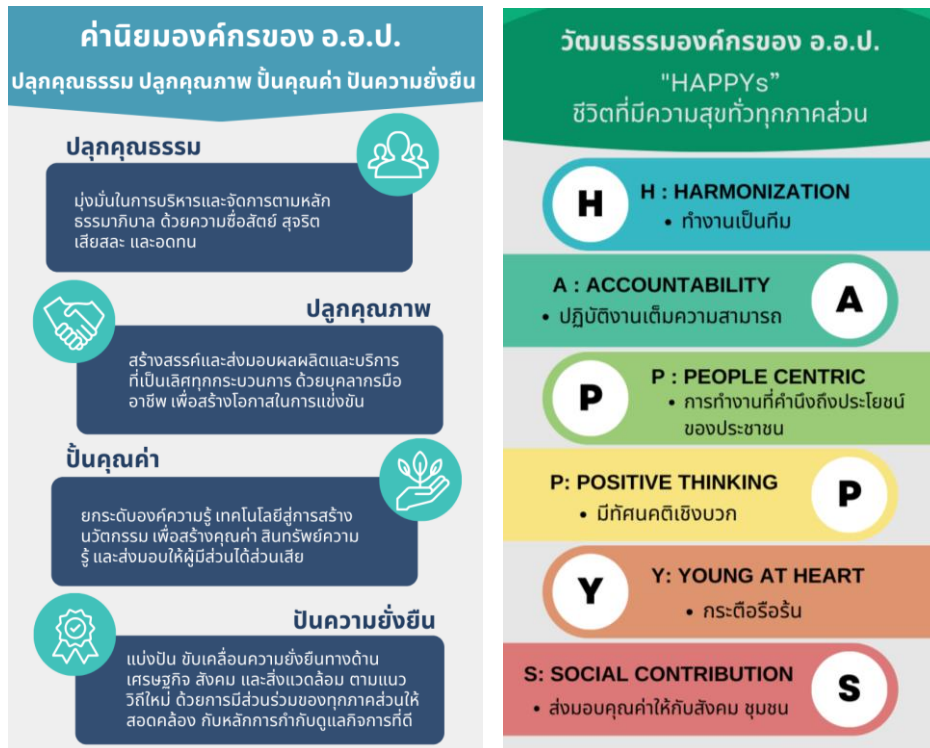 ค่านิยมองค์กรของ อ.อ.ป.
ปลุกคุณธรรม ปลูกคุณภาพ ปั้นคุณค่า ปันความยั่งยืน
ปลุกคุณธรรม
มุ่งมั่นในการบริหารและจัดการตามหลัก
ธรรมาภิบาล ด้วยความซื่อสัตย์ สุจริต
เสียสละ และอดทน
ปลูกคุณภาพ
สร้างสรรค์และส่งมอบผลผลิตและบริการ
ที่เป็นเลิศทุกกระบวนการ ด้วยบุคลากรมือ
อาชีพ เพื่อสร้างโอกาสในการแข่งขัน
ปั้นคุณค่า
ยกระดับองค์ความรู้ เทคโนโลยีสู่การสร้าง
นวัตกรรม เพื่อสร้างคุณค่า สินทรัพย์ความ
รู้ และส่งมอบให้ผู้มีส่วนได้ส่วนเสีย
ปันความยั่งยืน
แบ่งปัน ขับเคลื่อนความยั่งยืนทางด้าน
เศรษฐกิจ สังคม และสิ่งแวดล้อม ตามแนว
วิถีใหม่ ด้วยการมีส่วนร่วมของทุกภาคส่วนให้
สอดคล้อง กับหลักการกำกับดูแลกิจการที่ดี
วัฒนธรรมองค์กรของ อ.อ.ป.
"HAPPYs”
ชีวิตที่มีความสุขทั่วทุกภาคส่วน
H
H : HARMONIZATION
• ทำงานเป็นทีม
A : ACCOUNTABILITY
• ปฏิบัติงานเต็มความสามารถ
A
P
P : PEOPLE CENTRIC
• การทำงานที่คำนึงถึงประโยชน์
ของประชาชน
P: POSITIVE THINKING
• มีทัศนคติเชิงบวก
P
Y
Y: YOUNG AT HEART
• กระตือรือร้น
S: SOCIAL CONTRIBUTION
• ส่งมอบคุณค่าให้กับสังคม ชุมชน
S